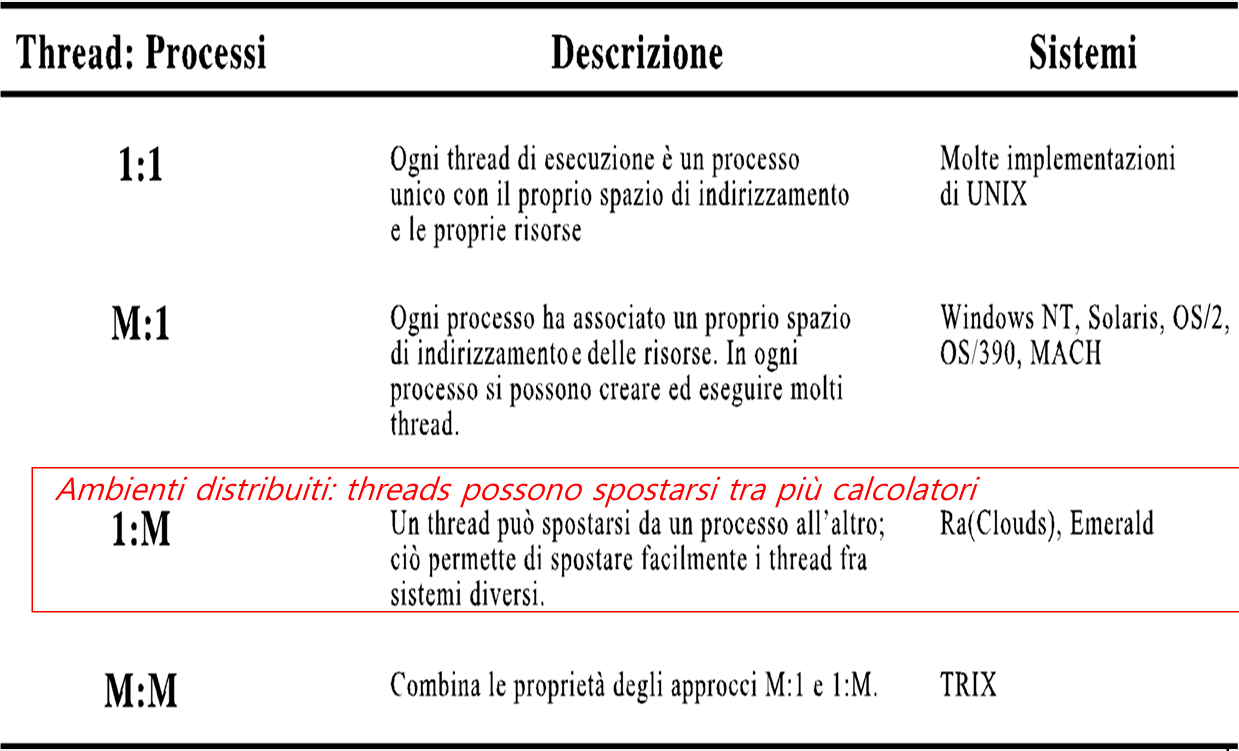 Thread: Processi Descrizione Sistemi
1:1
Ogni thread di esecuzione è un processo
unico con il proprio spazio di indirizzamento
e le proprie risorse
Molte implementazioni
di UNIX
M:1
Ogni processo ha associato un proprio spazio
di indirizzamento e delle risorse. In ogni
processo si possono creare ed eseguire molti
thread.
Windows NT, Solaris, OS/2,
OS/390, MACH
Ambienti distribuiti: threads possono spostarsi tra più calcolatori
1:M
Un thread può spostarsi da un processo all'altro;
ciò permette di spostare facilmente i thread fra
sistemi diversi.
Ra(Clouds), Emerald
M:M
Combina le proprietà degli approcci M:1 e 1:M.
TRIX